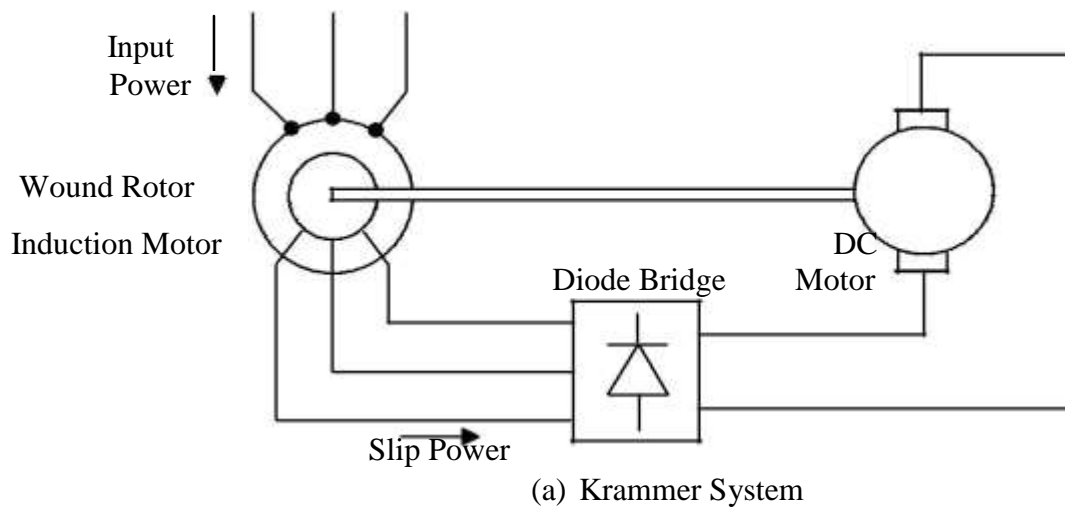 Input
Power
Wound Rotor
Induction Motor
DC
Motor
Diode Bridge
Slip Power
(a) Krammer System